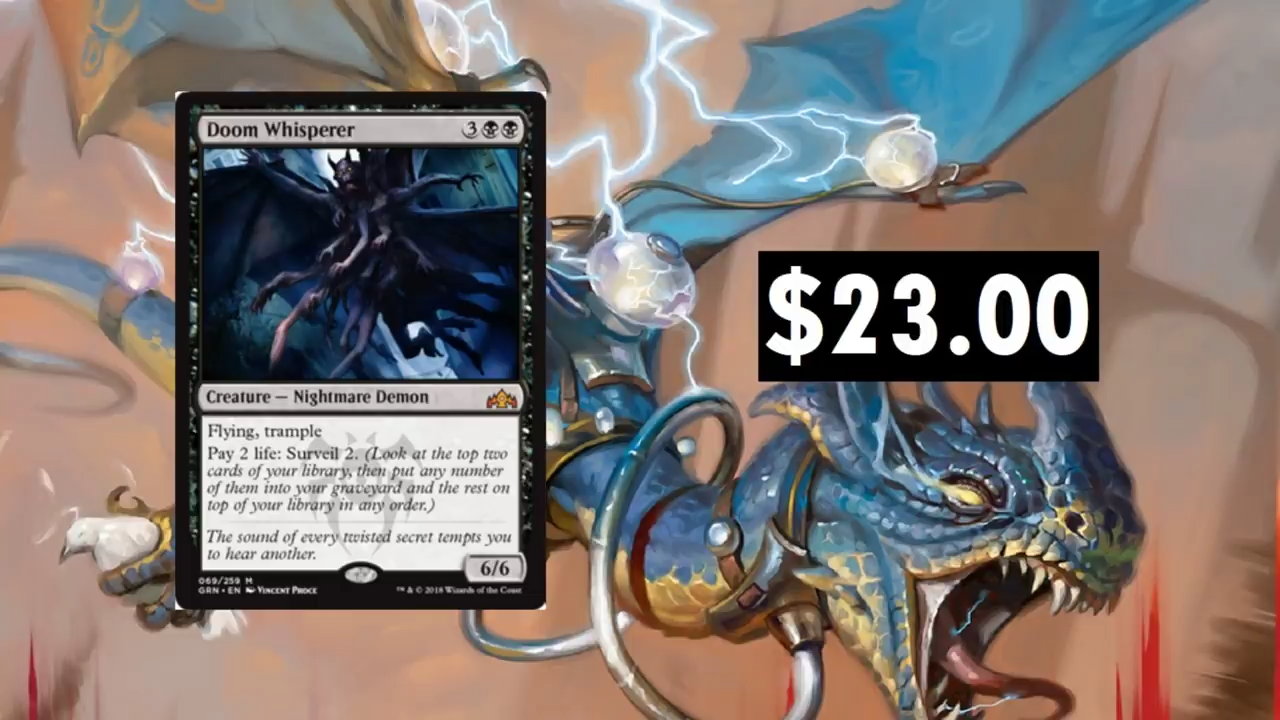 Doom Whisperer 3
Creature — Nightmare Demon
Flying, trample
Pay 2 life: Surveil 2. (Look at the top two
cards of your library, then put any number
of them into your graveyard and the rest on
top of your library in any order.)
The sound of every twisted secret tempts you
to hear another.
6/6
069/259 M
GRN • EN VINCENT PROCE
™ & © 2018 Wizards of the Coast
$23.00